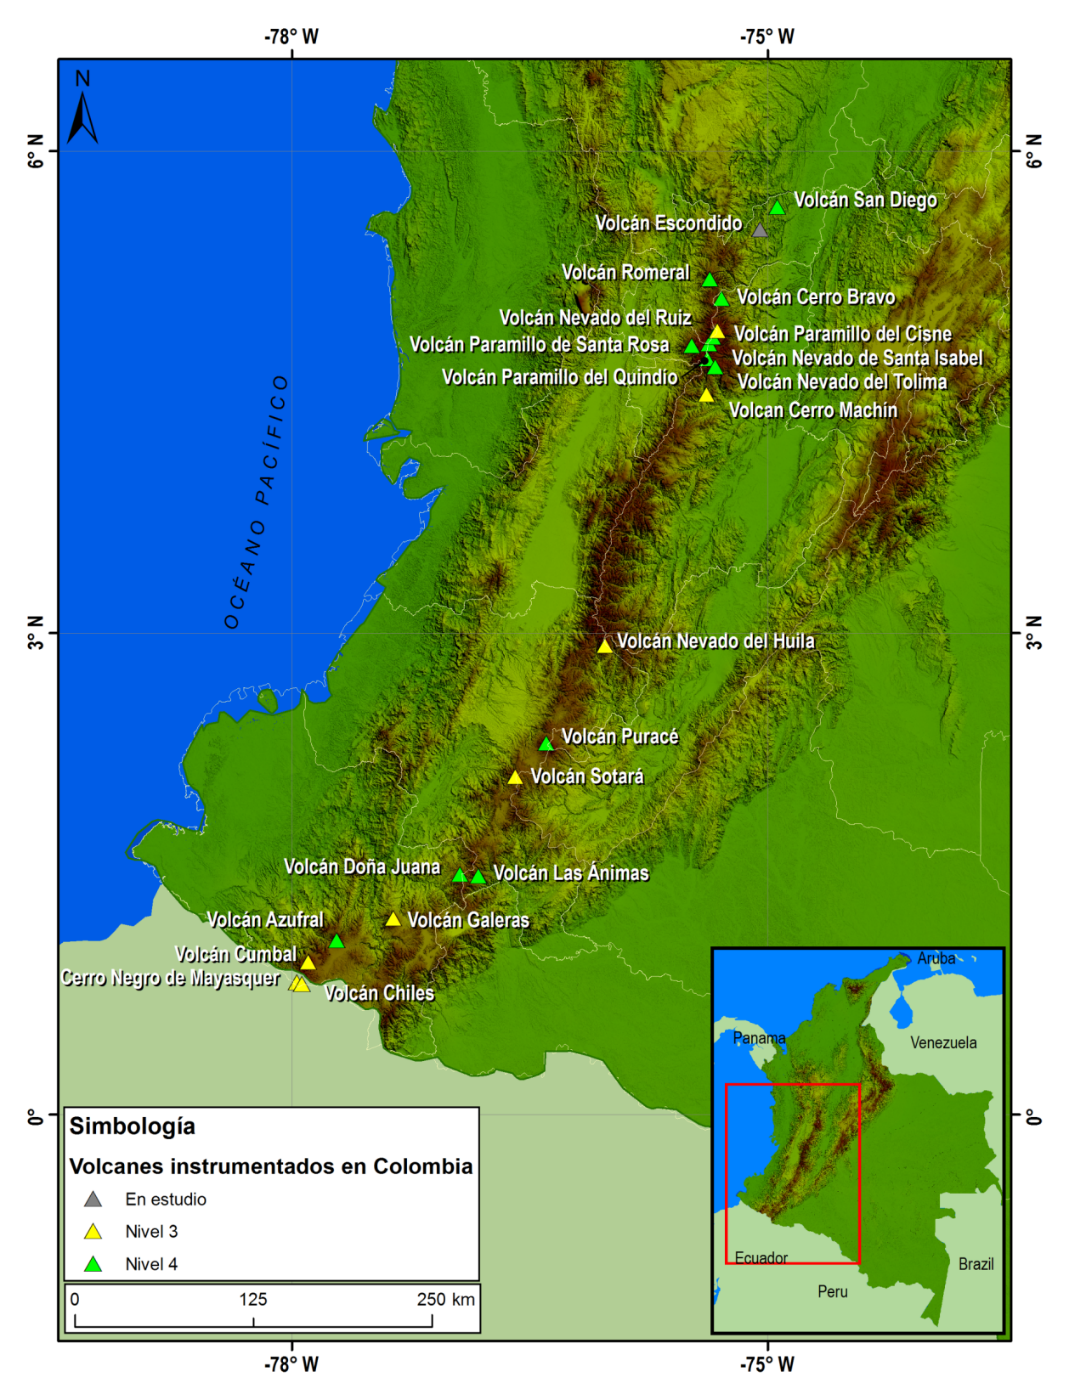 -78° W
-75° W
N
6° N
6° N
Volcán San Diego
Volcán Escondido
Volcán Romeral
Volcán Cerro Bravo
Volcán Nevado del Ruiz
Volcán Paramillo del Cisne
Volcán Paramillo de Santa Rosa
Volcán Nevado de Santa Isabel
Volcán Paramillo del Quindío
Volcán Nevado del Tolima
Volcan Cerro Machín
OCÉANO PACÍFICO
3° N
3° N
Volcán Nevado del Huila
Volcán Puracé
Volcán Sotará
Volcán Doña Juana
Volcán Las Ánimas
Volcán Azufral
Volcán Galeras
Volcán Cumbal
Cerro Negro de Mayasquer
Volcán Chiles
0°
0°
Simbología
Volcanes instrumentados en Colombia
En estudio
Nivel 3
Nivel 4
0 125 250 km
Aruba
Panama
Venezuela
Ecuador
Brazil
Peru
-78° W
-75° W